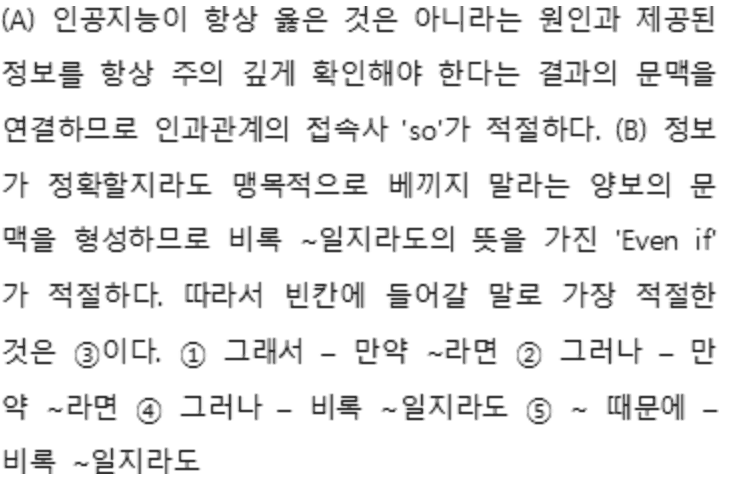 (A) 인공지능이 항상 옳은 것은 아니라는 원인과 제공된
정보를 항상 주의 깊게 확인해야 한다는 결과의 문맥을
연결하므로 인과관계의 접속사 'so'가 적절하다. (B) 정보
가 정확할지라도 맹목적으로 베끼지 말라는 양보의 문
맥을 형성하므로 비록 ~일지라도의 뜻을 가진 'Even if'
가 적절하다. 따라서 빈칸에 들어갈 말로 가장 적절한
것은 ③이다. ① 그래서 – 만약 ~라면 ② 그러나 – 만
약 ~라면 ④ 그러나 – 비록 ~일지라도 ⑤ ~ 때문에 –
비록 ~일지라도